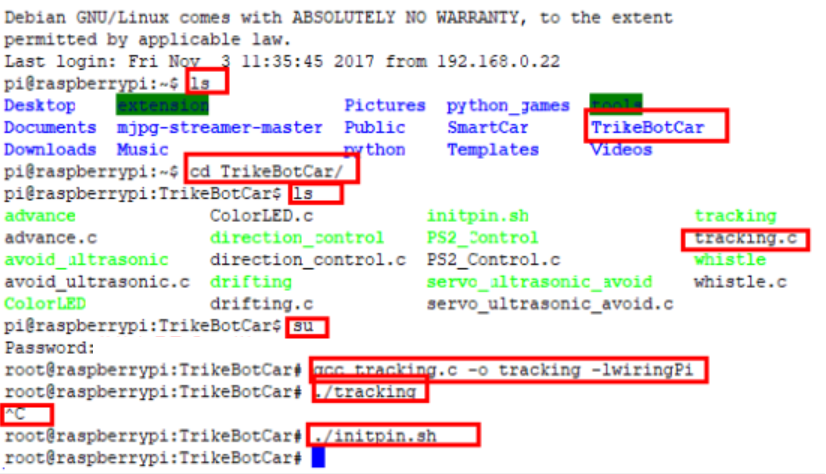 Debian GNU/Linux comes with ABSOLUTELY NO WARRANTY, to the extent
permitted by applicable law.
Last login: Fri Nov  3 11:35:45 2017 from 192.168.0.22
pi@raspberrypi:~$ ls
Desktop    extension             Pictures  python_games  tools
Documents  mjpg-streamer-master  Public    SmartCar      TrikeBotCar
Downloads  Music                 python    Templates     Videos
pi@raspberrypi:~$ cd TrikeBotCar/
pi@raspberrypi:TrikeBotCar$ ls
advance             ColorLED.c           initpin.sh                 tracking
advance.c           direction_control    PS2_Control                tracking.c
avoid_ultrasonic    direction_control.c  PS2_Control.c              whistle
avoid_ultrasonic.c  drifting             servo_ultrasonic_avoid     whistle.c
ColorLED            drifting.c           servo_ultrasonic_avoid.c
pi@raspberrypi:TrikeBotCar$ su
Password:
root@raspberrypi:TrikeBotCar# gcc tracking.c -o tracking -lwiringPi
root@raspberrypi:TrikeBotCar# ./tracking
^C
root@raspberrypi:TrikeBotCar# ./initpin.sh
root@raspberrypi:TrikeBotCar#